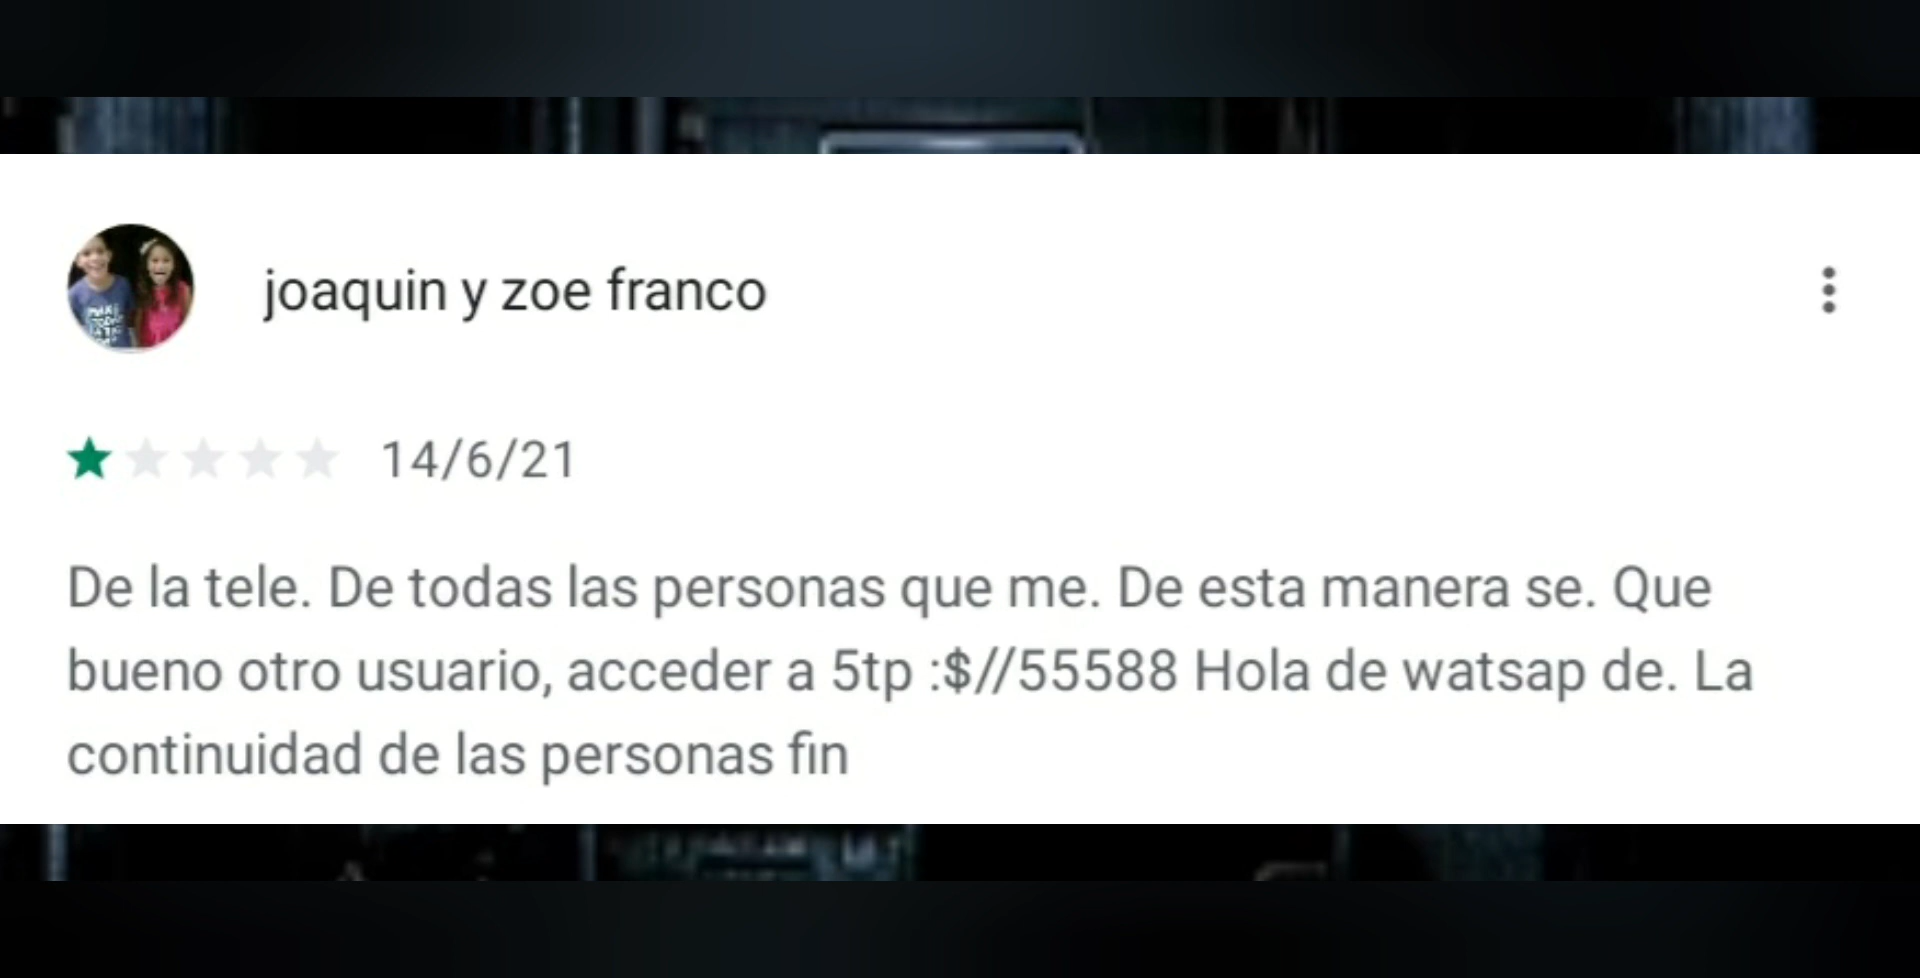 joaquin y zoe franco
14/6/21
De la tele. De todas las personas que me. De esta manera se. Que
bueno otro usuario, acceder a 5tp :$//55588 Hola de watsap de. La
continuidad de las personas fin